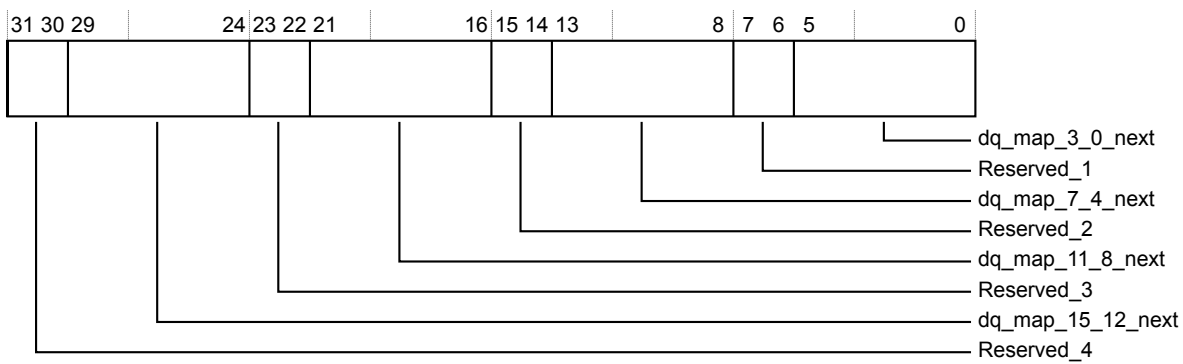 31 30 29 24 23 22 21 16 15 14 13 8 7 6 5 0
dq_map_3_0_next
Reserved_1
dq_map_7_4_next
Reserved_2
dq_map_11_8_next
Reserved_3
dq_map_15_12_next
Reserved_4